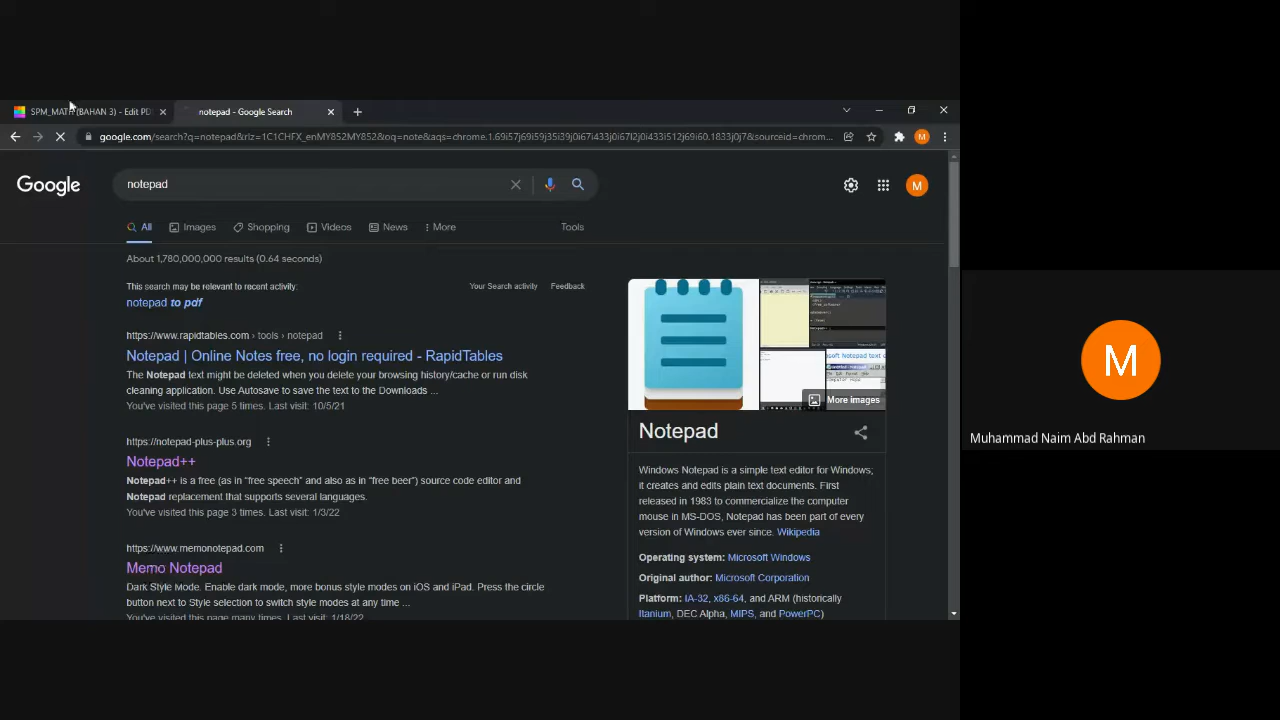 SPM_MATH (BAHAN 3) - Edit PD
notepad - Google Search
google.com/search?q=notepad&rlz=1C1CHFX_enMY852MY852&oq=note&aqs=chrome.1.69i57j69i59j35i39j0i67i433j0i67l2j0i433i512j69i60.1833j0j7&sourceid=chrom...
M
Google
notepad
M
All
Images
Shopping
Videos
News
More
Tools
About 1,780,000,000 results (0.64 seconds)
This search may be relevant to recent activity:
Your Search activity
Feedback
notepad to pdf
https://www.rapidtables.com › tools › notepad
Notepad | Online Notes free, no login required - RapidTables
The Notepad text might be deleted when you delete your browsing history/cache or run disk
cleaning application. Use Autosave to save the text to the Downloads ...
You've visited this page 5 times. Last visit: 10/5/21
https://notepad-plus-plus.org
Notepad++
Notepad++ is a free (as in "free speech" and also as in "free beer") source code editor and
Notepad replacement that supports several languages.
You've visited this page 3 times. Last visit: 1/3/22
https://www.memonotepad.com
Memo Notepad
Dark Style Mode. Enable dark mode, more bonus style modes on iOS and iPad. Press the circle
button next to Style selection to switch style modes at any time ...
You've visited this page many times. Last visit: 1/18/22
More images
Notepad
Windows Notepad is a simple text editor for Windows;
it creates and edits plain text documents. First
released in 1983 to commercialize the computer
mouse in MS-DOS, Notepad has been part of every
version of Windows ever since. Wikipedia
Operating system: Microsoft Windows
Original author: Microsoft Corporation
Platform: IA-32, x86-64, and ARM (historically
Itanium, DEC Alpha, MIPS, and PowerPC)
M
Muhammad Naim Abd Rahman